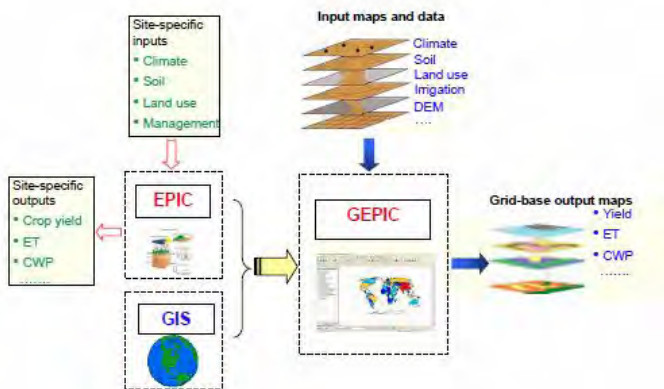 Site-specific
inputs
• Climate
• Soil
• Land use
• Management
Input maps and data
Climate
Soil
Land use
Irrigation
DEM
.....
Site-specific
outputs
• Crop yield
• ET
• CWP
........
EPIC
GIS
GEPIC
Grid-base output maps
• Yield
• ET
• CWP
.......